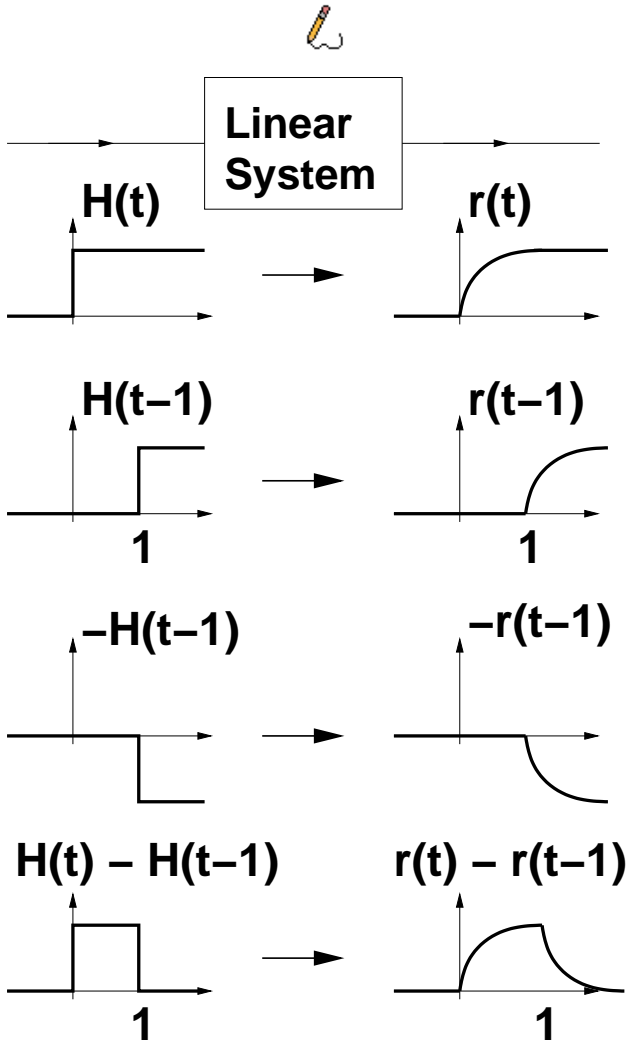 Linear
System
H(t)
r(t)
H(t−1)
r(t−1)
1
1
−H(t−1)
−r(t−1)
H(t) − H(t−1)
r(t) − r(t−1)
1
1